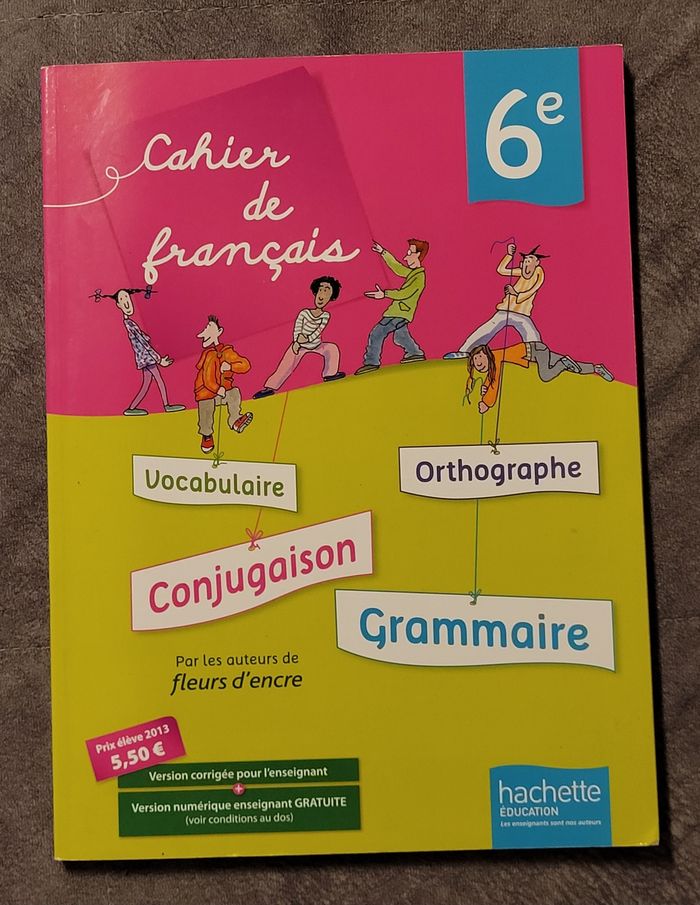 6e
Cahier
de
français
Vocabulaire
Orthographe
Conjugaison
Grammaire
Par les auteurs de
fleurs d'encre
Prix élève 2013
5,50 €
Version corrigée pour l'enseignant
+
Version numérique enseignant GRATUITE
(voir conditions au dos)
hachette
ÉDUCATION
Les enseignants sont nos auteurs